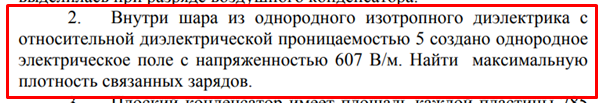 выделилась при разряде воздушного конденсатора.
2. Внутри шара из однородного изотропного диэлектрика с
относительной диэлектрической проницаемостью 5 создано однородное
электрическое поле с напряженностью 607 В/м. Найти максимальную
плотность связанных зарядов.
3. Плоский конденсатор имеет площадь каждой пластины 785